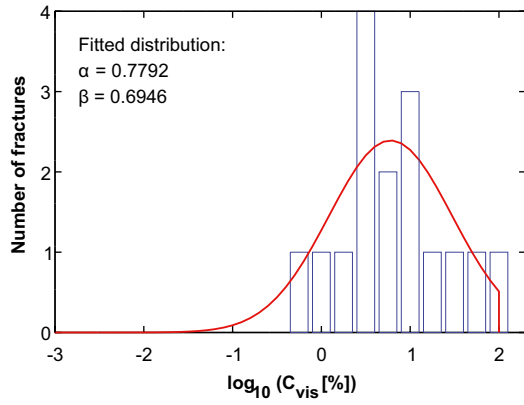 Fitted distribution:
α = 0.7792
β = 0.6946
Number of fractures
4
3
2
1
0
-3 -2 -1 0 1 2
log10 (Cvis [%])